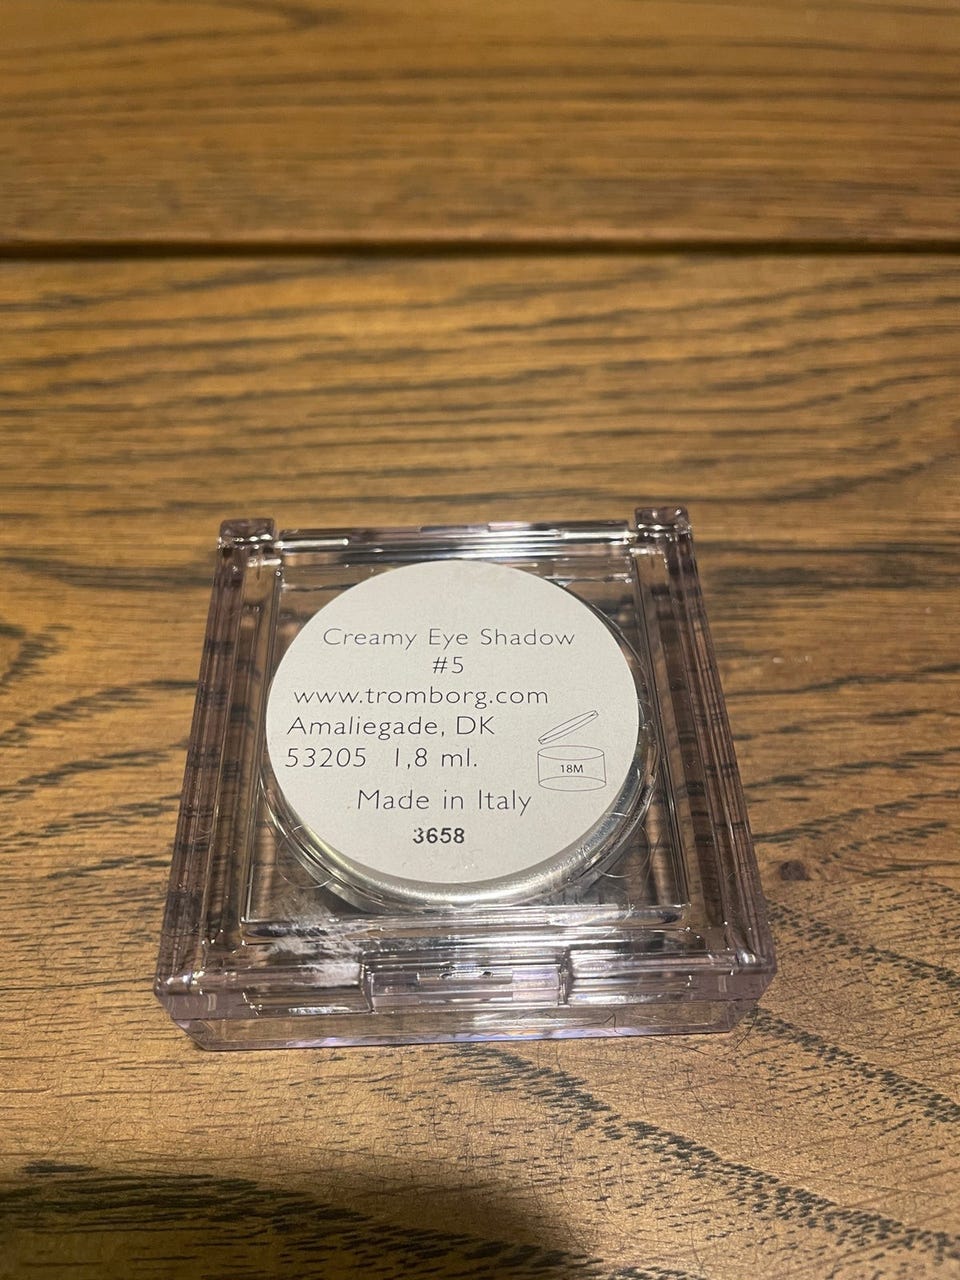 Creamy Eye Shadow
#5
www.tromborg.com
Amaliegade, DK
53205 1,8 ml.
18M
Made in Italy
3658